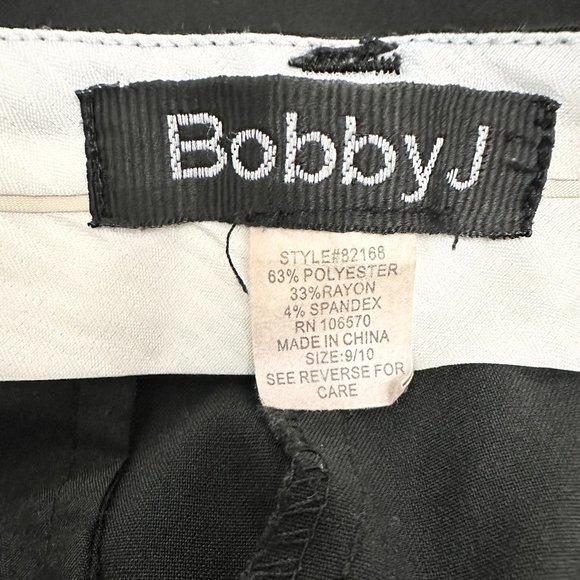 BobbyJ
STYLE#82168
63% POLYESTER
33%RAYON
4% SPANDEX
RN 106570
MADE IN CHINA
SIZE:9/10
SEE REVERSE FOR
CARE